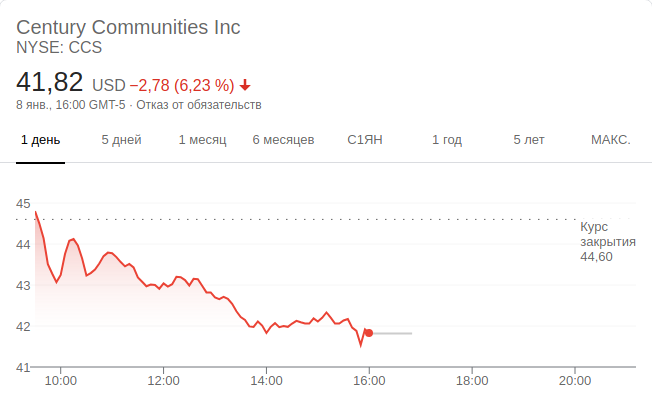 Century Communities Inc
NYSE: CCS
41,82 USD −2,78 (6,23 %)
8 янв., 16:00 GMT-5 · Отказ от обязательств
1 день 5 дней 1 месяц 6 месяцев С1ЯН 1 год 5 лет МАКС.
45
44
43
42
41
Курс
закрытия
44,60
10:00 12:00 14:00 16:00 18:00 20:00